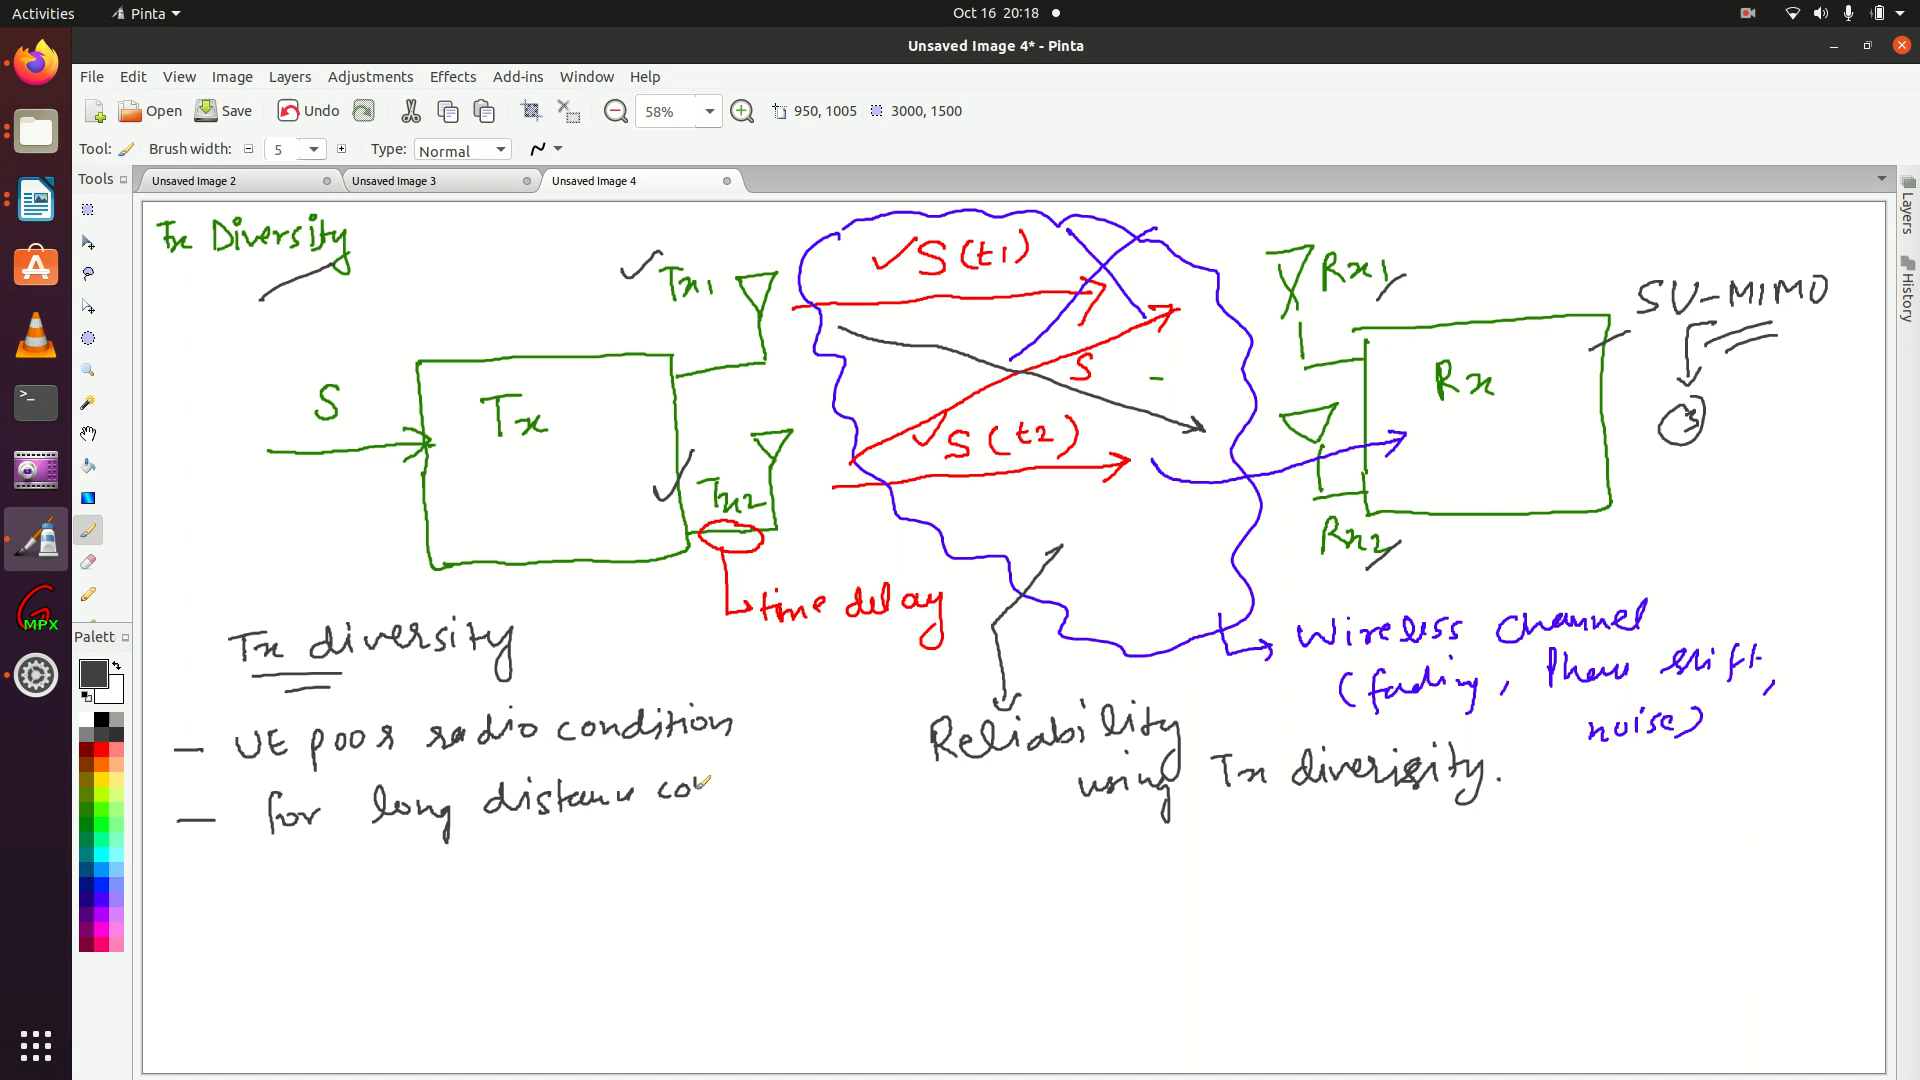 Activities
Pinta
Oct 16 20:18
Unsaved Image 4* - Pinta
File Edit View Image Layers Adjustments Effects Add-ins Window Help
Open Save Undo 58% 950, 1005 3000, 1500
Tool: Brush width: 5 Type: Normal
Tools
Unsaved Image 2
Unsaved Image 3
Unsaved Image 4
Layers
History
Palett
>_
MPX
Tx Diversity
S
Tx
Tx1
Tx2
time delay
S(t1)
S
S(t2)
Rx1
Rx
Rx2
SU-MIMO
3
Wireless Channel
(fading, Phase shift,
noise)
Tx diversity
- UE poor radio condition
- for long distance co
Reliability
using Tx diverisity.